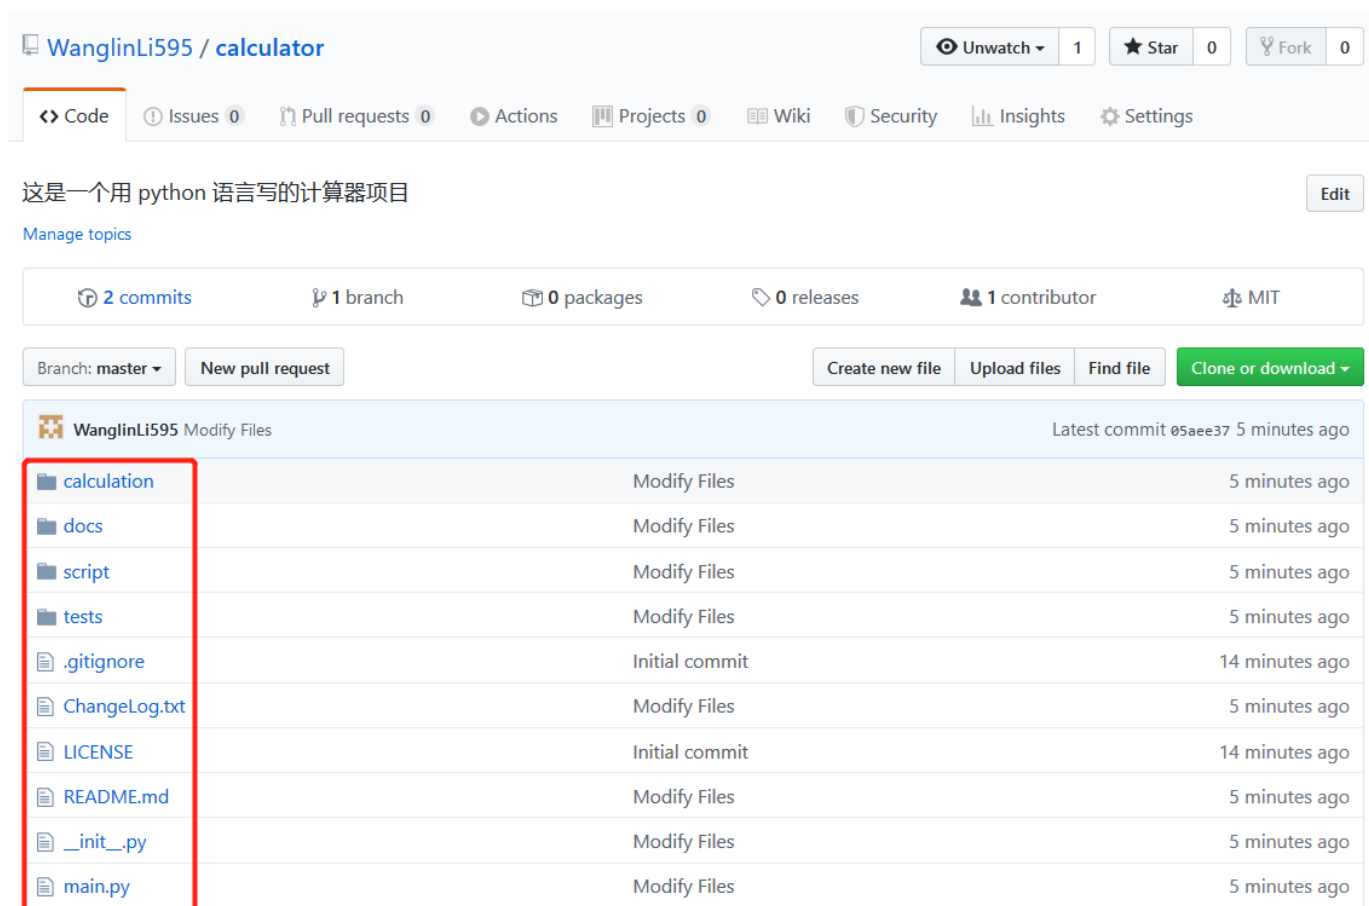 WanglinLi595 / calculator
Unwatch 1 Star 0 Fork 0
Code Issues 0 Pull requests 0 Actions Projects 0 Wiki Security Insights Settings
这是一个用 python 语言写的计算器项目 Edit
Manage topics
2 commits 1 branch 0 packages 0 releases 1 contributor MIT
Branch: master New pull request Create new file Upload files Find file Clone or download
WanglinLi595 Modify Files Latest commit 05aee37 5 minutes ago
calculation Modify Files 5 minutes ago
docs Modify Files 5 minutes ago
script Modify Files 5 minutes ago
tests Modify Files 5 minutes ago
.gitignore Initial commit 14 minutes ago
ChangeLog.txt Modify Files 5 minutes ago
LICENSE Initial commit 14 minutes ago
README.md Modify Files 5 minutes ago
__init__.py Modify Files 5 minutes ago
main.py Modify Files 5 minutes ago